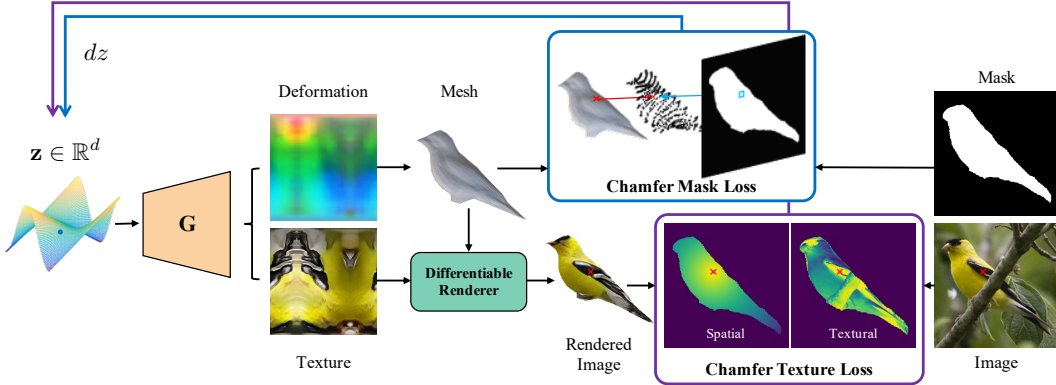 dz
Deformation
Mesh
Mask
z ∈ ℝ^d
Chamfer Mask Loss
G
Differentiable
Renderer
Spatial
Textural
Texture
Rendered
Image
Chamfer Texture Loss
Image